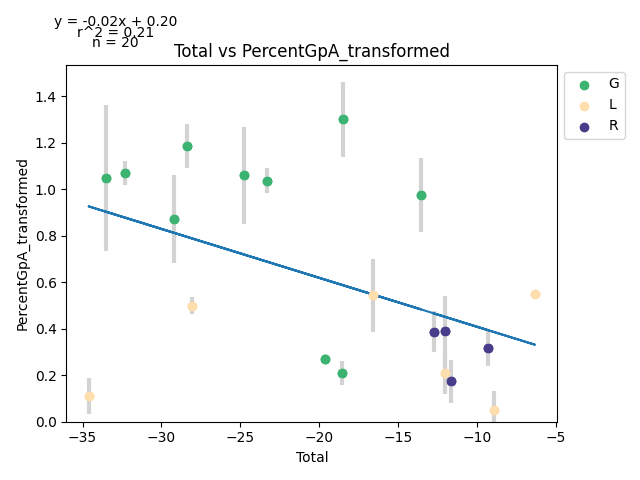 y = -0.02x + 0.20
r^2 = 0.21
n = 20
Total vs PercentGpA_transformed
G
L
R
PercentGpA_transformed
1.4
1.2
1.0
0.8
0.6
0.4
0.2
0.0
−35 −30 −25 −20 −15 −10 −5
Total